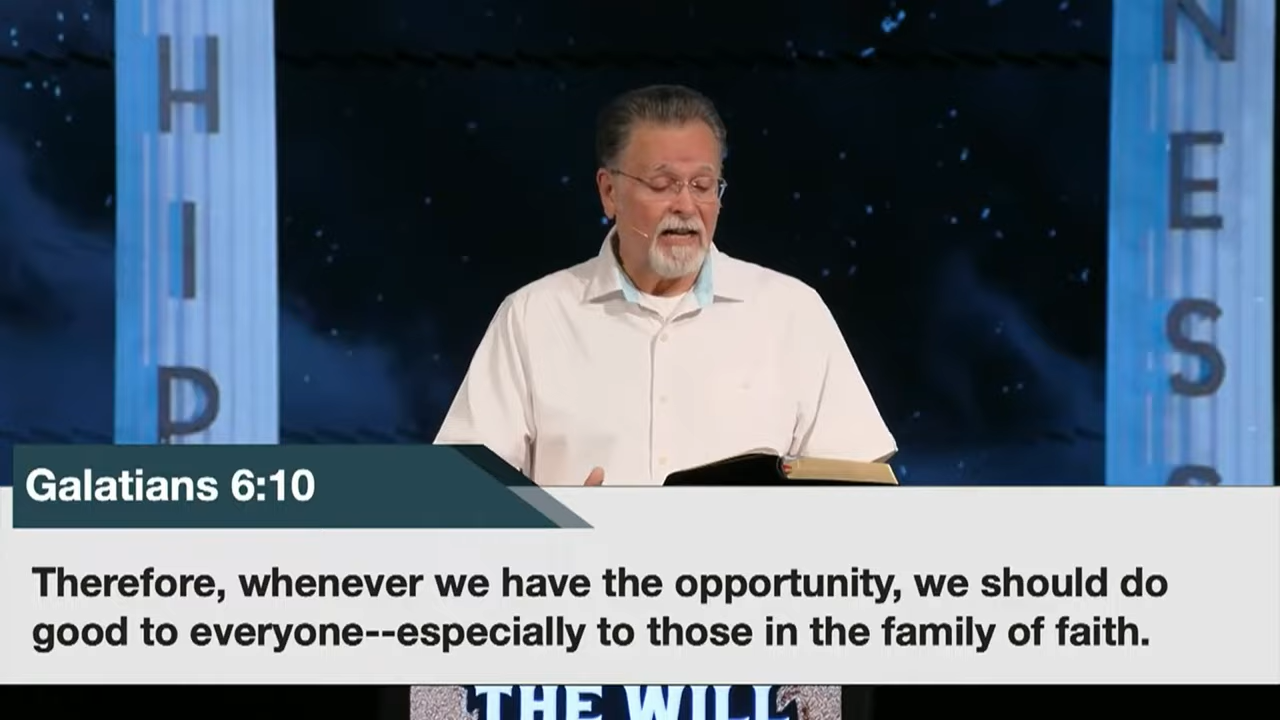 H
I
P
N
E
S
S
Galatians 6:10
Therefore, whenever we have the opportunity, we should do
good to everyone--especially to those in the family of faith.
THE WILL